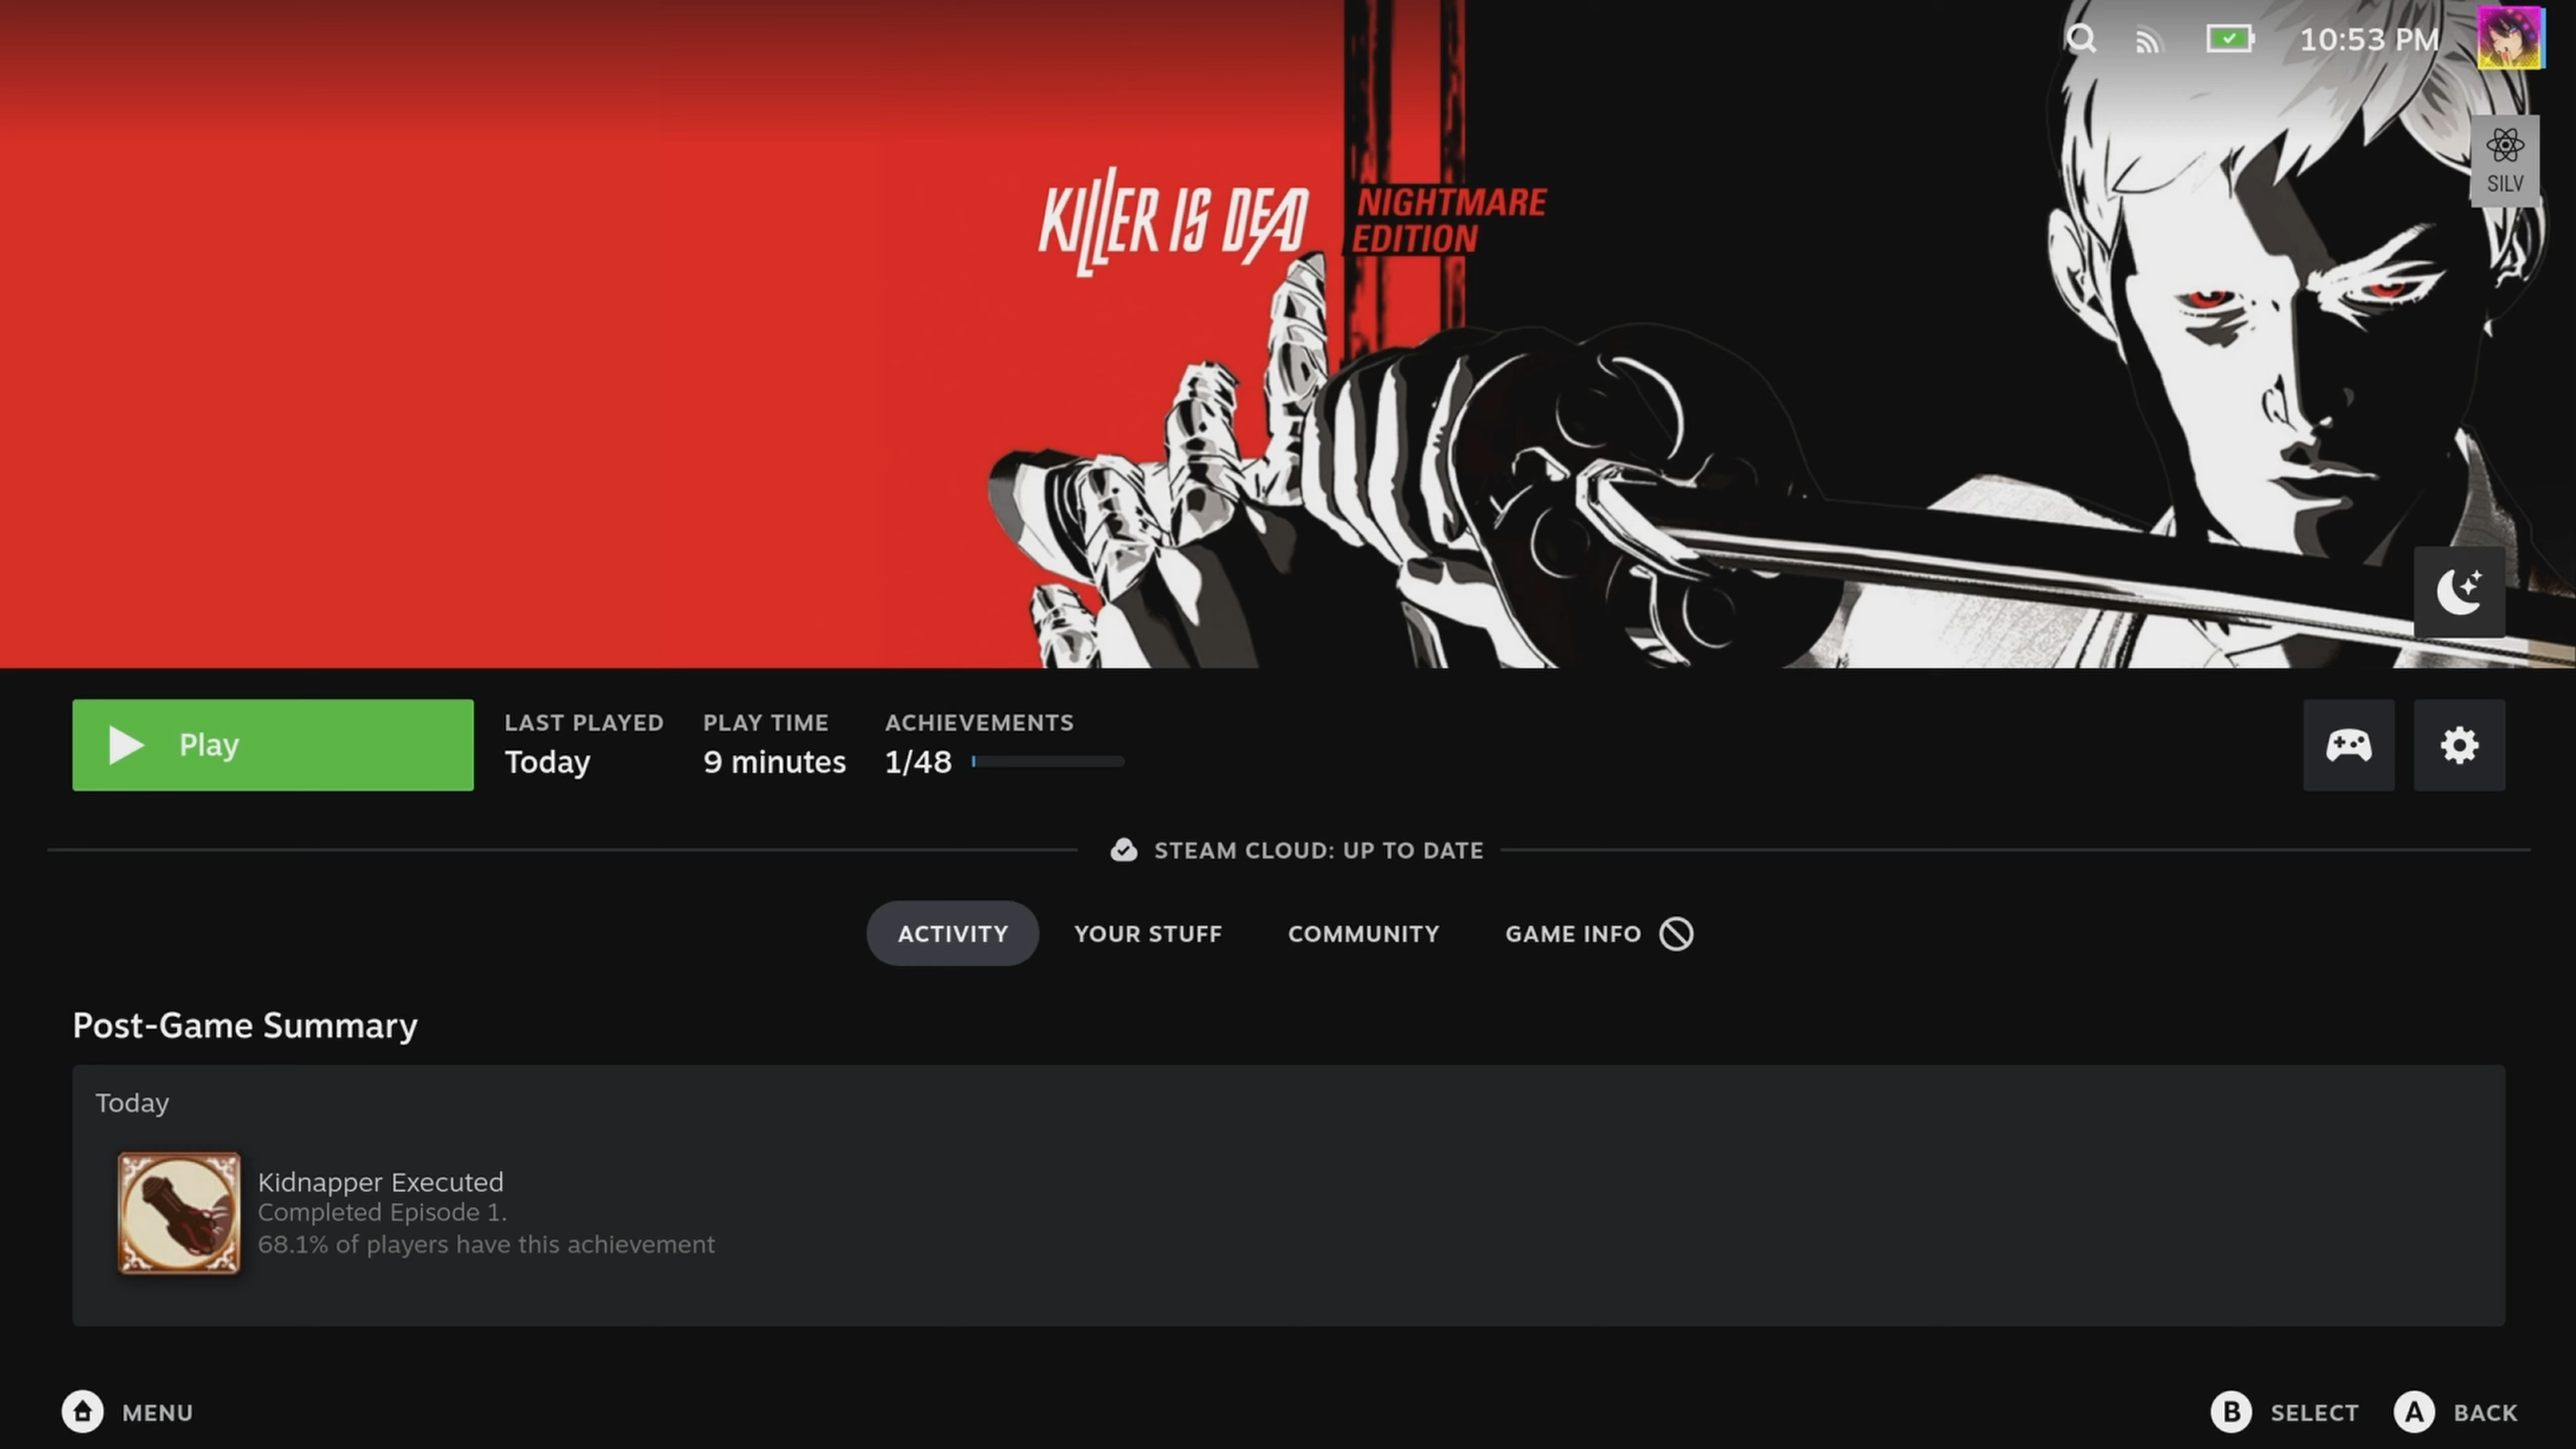 10:53 PM
SILV
KILLER IS DEAD
NIGHTMARE
EDITION
Play
LAST PLAYED
Today
PLAY TIME
9 minutes
ACHIEVEMENTS
1/48
STEAM CLOUD: UP TO DATE
ACTIVITY
YOUR STUFF
COMMUNITY
GAME INFO
Post-Game Summary
Today
Kidnapper Executed
Completed Episode 1.
68.1% of players have this achievement
MENU
B SELECT
A BACK